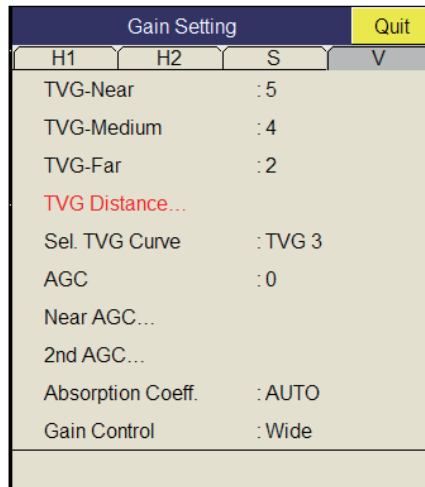 Gain Setting Quit
H1 H2 S V
TVG-Near :5
TVG-Medium :4
TVG-Far :2
TVG Distance...
Sel. TVG Curve :TVG 3
AGC :0
Near AGC...
2nd AGC...
Absorption Coeff. :AUTO
Gain Control :Wide